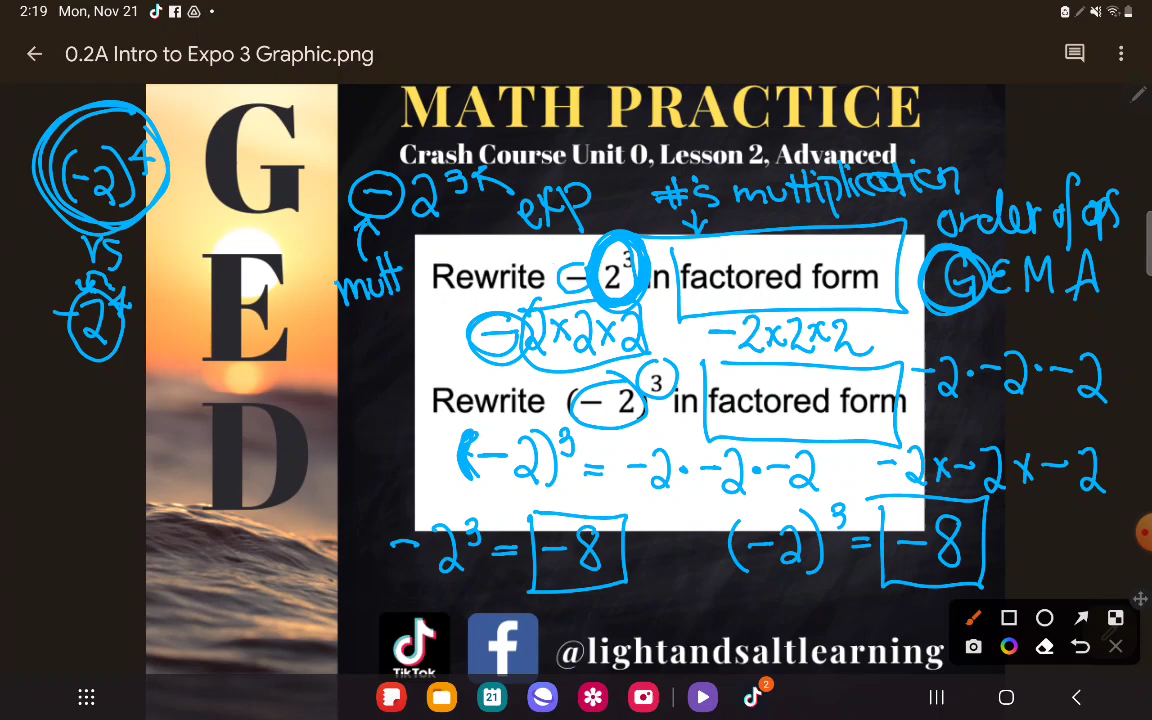 2:19 Mon, Nov 21
0.2A Intro to Expo 3 Graphic.png
GED
MATH PRACTICE
Crash Course Unit 0, Lesson 2, Advanced
(-2)⁴
vs
-2⁴
-2³
exp
mult
#'s multiplication
order of ops
GEMA
Rewrite − 2³ in factored form
-2×2×2
-2×2×2
-2·-2·-2
Rewrite (− 2)³ in factored form
(-2)³ = -2·-2·-2
-2×-2×-2
-2³ = -8
(-2)³ = -8
TikTok
@lightandsaltlearning
21
2